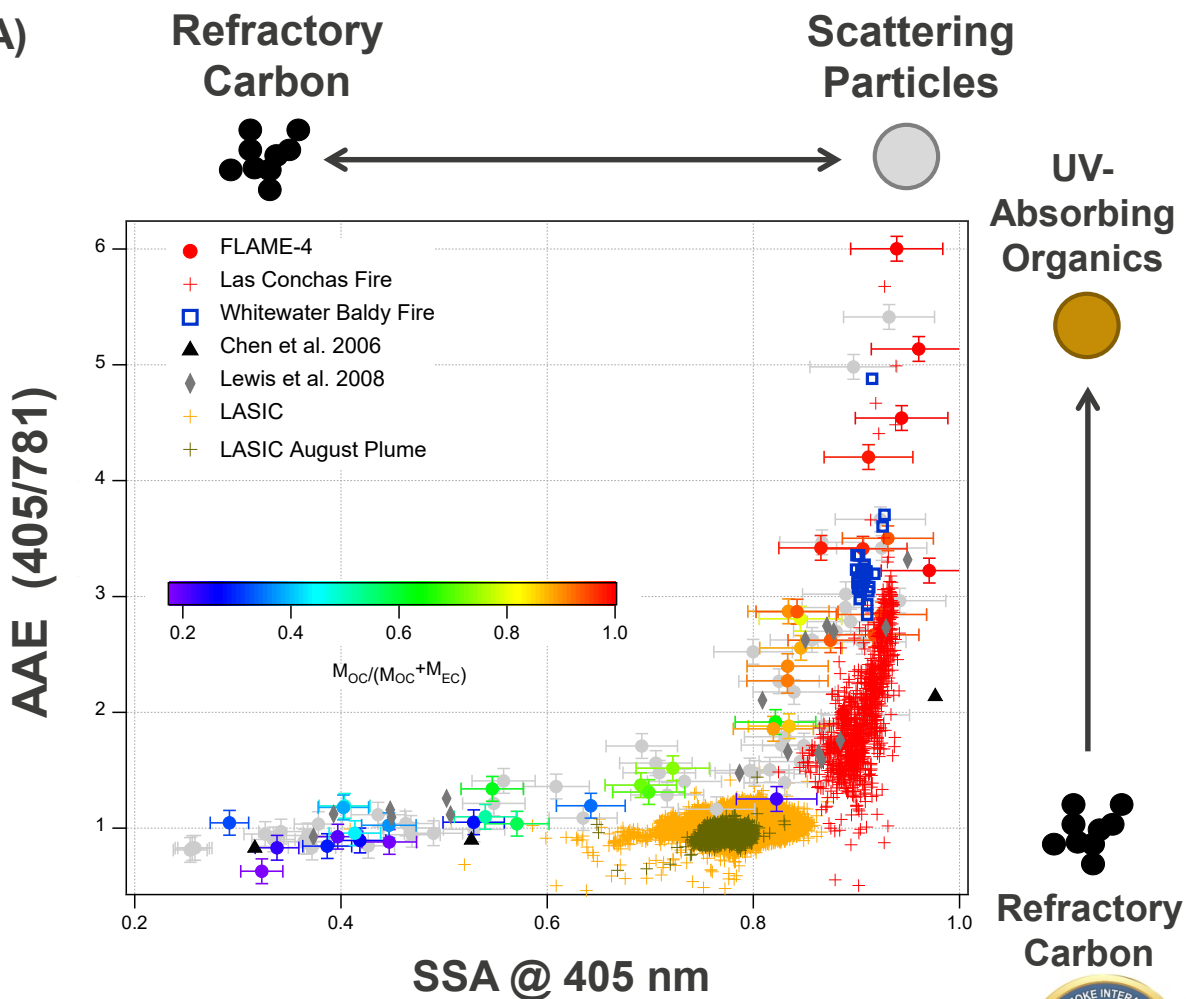 A)
Refractory
Carbon
Scattering
Particles
UV-
Absorbing
Organics
FLAME-4
Las Conchas Fire
Whitewater Baldy Fire
Chen et al. 2006
Lewis et al. 2008
LASIC
LASIC August Plume
6
5
4
3
2
1
AAE (405/781)
0.2 0.4 0.6 0.8 1.0
MOC/(MOC+MEC)
0.2 0.4 0.6 0.8 1.0
SSA @ 405 nm
Refractory
Carbon